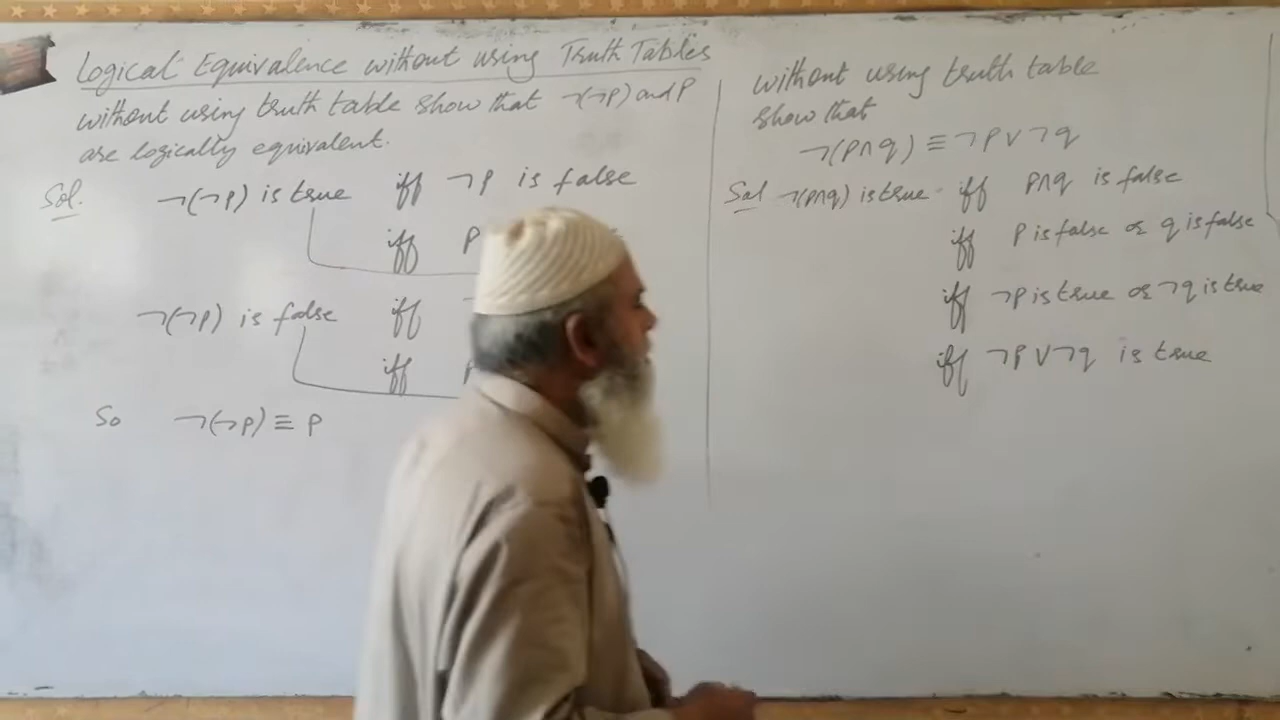 Logical Equivalence without using Truth Tables
without using truth table show that ¬(¬P) and P
are logically equivalent.
Sol. ¬(¬P) is true iff ¬P is false
iff P
¬(¬P) is false iff
iff
So ¬(¬P) ≡ P
without using truth table
show that
¬(P∧q) ≡ ¬P∨¬q
Sol ¬(P∧q) is true iff P∧q is false
iff P is false or q is false
iff ¬P is true or ¬q is true
iff ¬P∨¬q is true